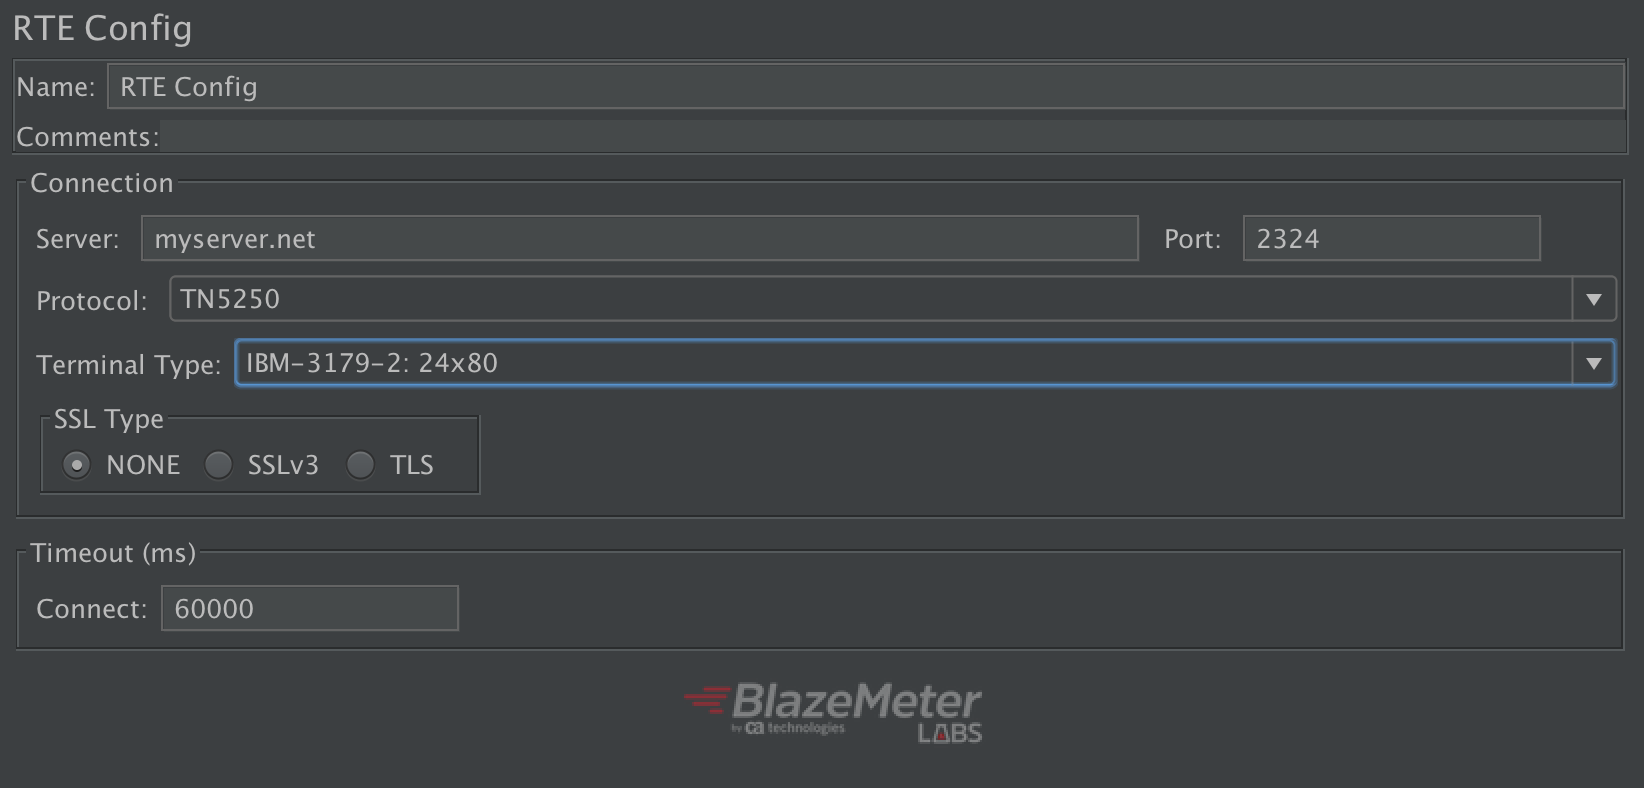 RTE Config
Name: RTE Config
Comments:
Connection
Server: myserver.net Port: 2324
Protocol: TN5250
Terminal Type: IBM-3179-2: 24x80
SSL Type
NONE SSLv3 TLS
Timeout (ms)
Connect: 60000
BlazeMeter
by ca technologies
LABS